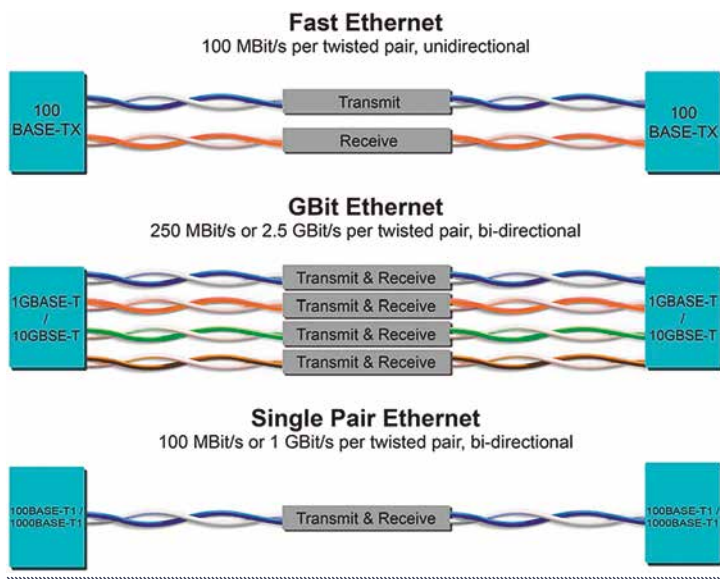 Fast Ethernet
100 MBit/s per twisted pair, unidirectional
100
BASE-TX
Transmit
Receive
100
BASE-TX
GBit Ethernet
250 MBit/s or 2.5 GBit/s per twisted pair, bi-directional
1GBASE-T
/
10GBSE-T
Transmit & Receive
Transmit & Receive
Transmit & Receive
Transmit & Receive
1GBASE-T
/
10GBSE-T
Single Pair Ethernet
100 MBit/s or 1 GBit/s per twisted pair, bi-directional
100BASE-T1 /
1000BASE-T1
Transmit & Receive
100BASE-T1 /
1000BASE-T1